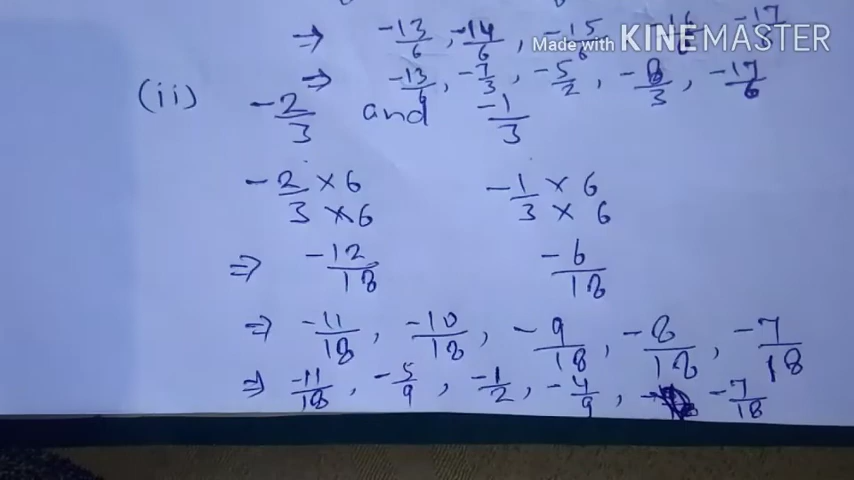 ⇒ -13/6, -14/6, -15/6, -16/6, -17
Made with KINEMASTER
⇒ -13/6, -7/3, -5/2, -8/3, -17/6
(ii) -2/3 and -1/3
-2/3 × 6/× 6 -1/3 × 6/× 6
⇒ -12/18 -6/18
⇒ -11/18, -10/18, -9/18, -8/18, -7/18
⇒ -11/18, -5/9, -1/2, -4/9, -7/18